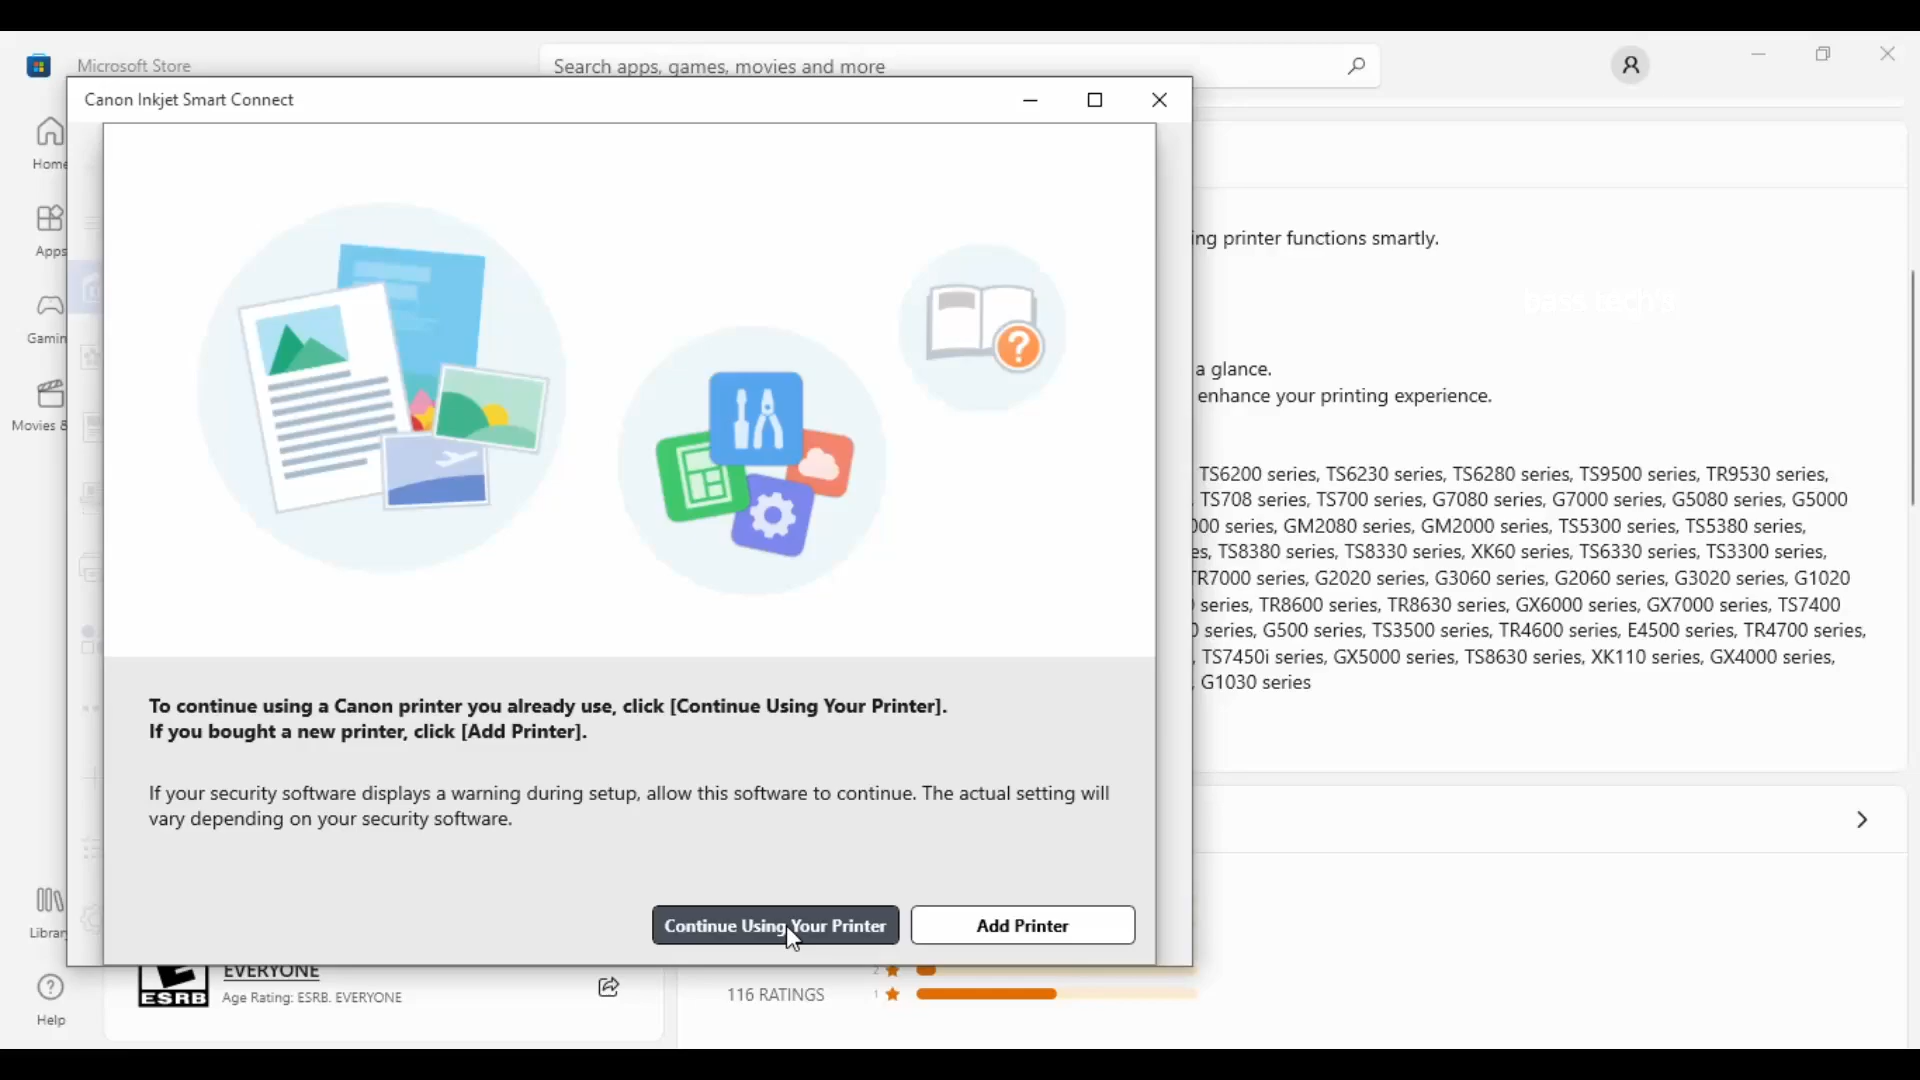 Microsoft Store
Search apps, games, movies and more
Canon Inkjet Smart Connect
Home
Apps
Gamin
Movies &
Librar
Help
ing printer functions smartly.
bass tech's
a glance.
enhance your printing experience.
TS6200 series, TS6230 series, TS6280 series, TS9500 series, TR9530 series,
TS708 series, TS700 series, G7080 series, G7000 series, G5080 series, G5000
00 series, GM2080 series, GM2000 series, TS5300 series, TS5380 series,
es, TS8380 series, TS8330 series, XK60 series, TS6330 series, TS3300 series,
TR7000 series, G2020 series, G3060 series, G2060 series, G3020 series, G1020
series, TR8600 series, TR8630 series, GX6000 series, GX7000 series, TS7400
0 series, G500 series, TS3500 series, TR4600 series, E4500 series, TR4700 series,
, TS7450i series, GX5000 series, TS8630 series, XK110 series, GX4000 series,
, G1030 series
To continue using a Canon printer you already use, click [Continue Using Your Printer].
If you bought a new printer, click [Add Printer].
If your security software displays a warning during setup, allow this software to continue. The actual setting will
vary depending on your security software.
Continue Using Your Printer
Add Printer
ESRB
EVERYONE
Age Rating: ESRB. EVERYONE
116 RATINGS
2
1